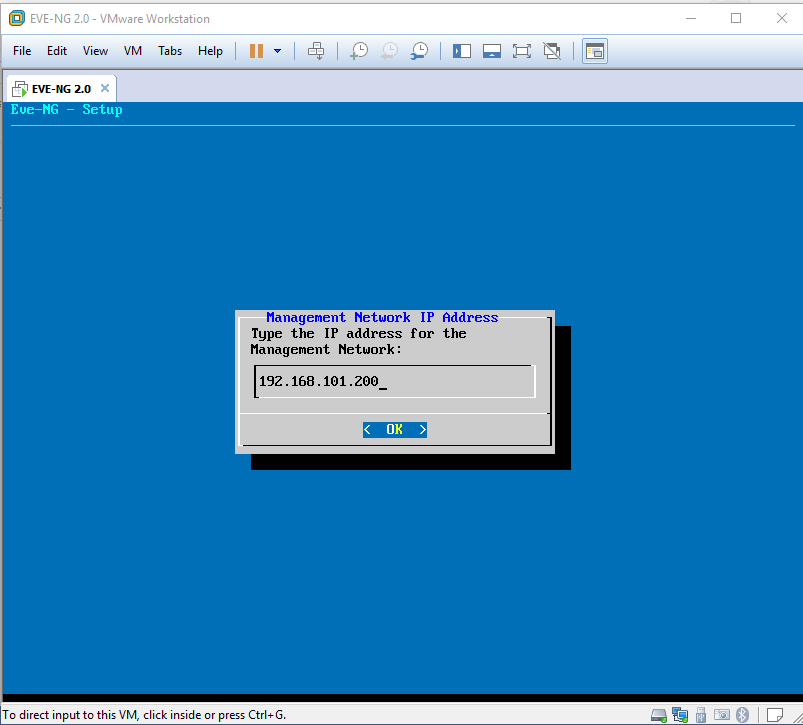 EVE-NG 2.0 - VMware Workstation
File Edit View VM Tabs Help
EVE-NG 2.0
Eve-NG - Setup
Management Network IP Address
Type the IP address for the
Management Network:
192.168.101.200_
< OK >
To direct input to this VM, click inside or press Ctrl+G.